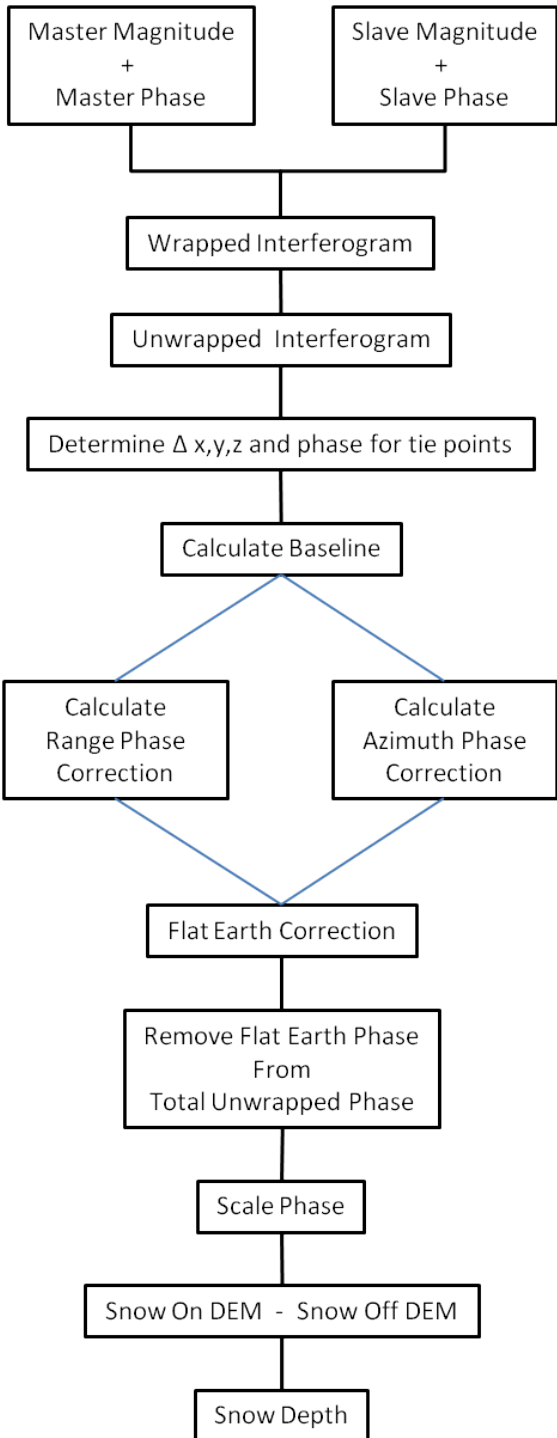 Master Magnitude
+
Master Phase
Slave Magnitude
+
Slave Phase
Wrapped Interferogram
Unwrapped Interferogram
Determine Δ x,y,z and phase for tie points
Calculate Baseline
Calculate
Range Phase
Correction
Calculate
Azimuth Phase
Correction
Flat Earth Correction
Remove Flat Earth Phase
From
Total Unwrapped Phase
Scale Phase
Snow On DEM - Snow Off DEM
Snow Depth